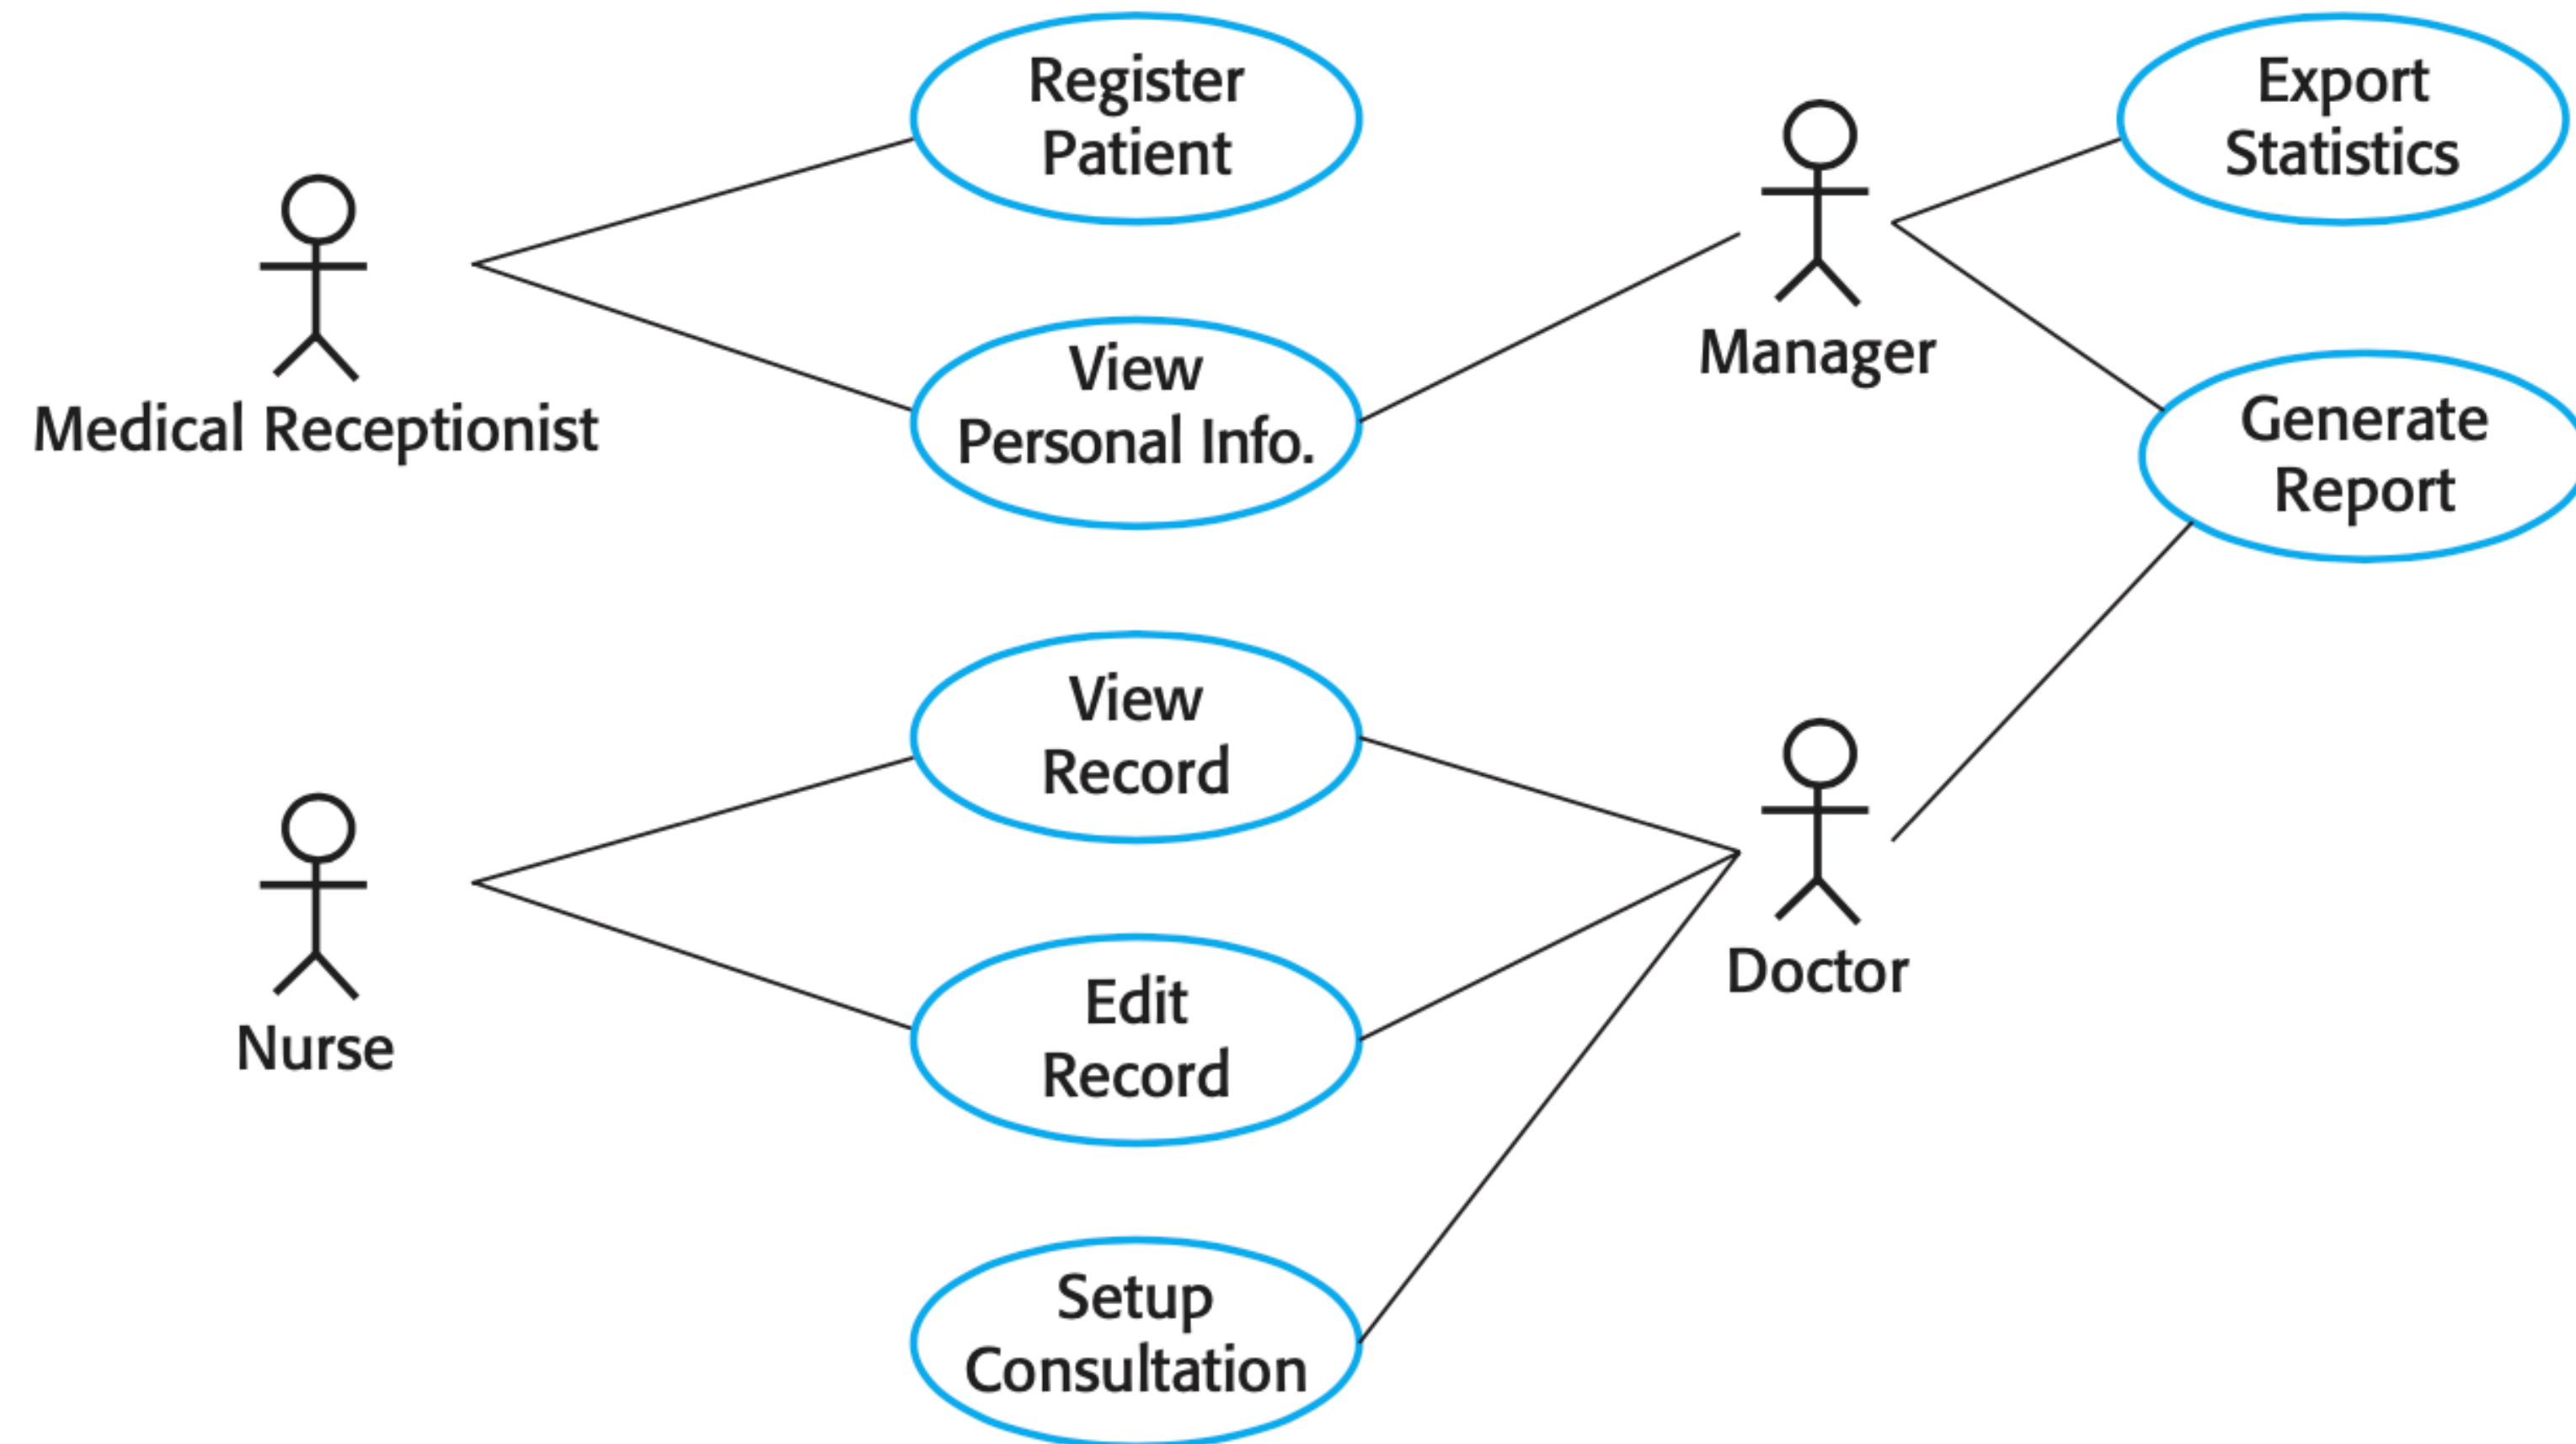 Register
Patient
Export
Statistics
Manager
Medical Receptionist
View
Personal Info.
Generate
Report
View
Record
Doctor
Nurse
Edit
Record
Setup
Consultation